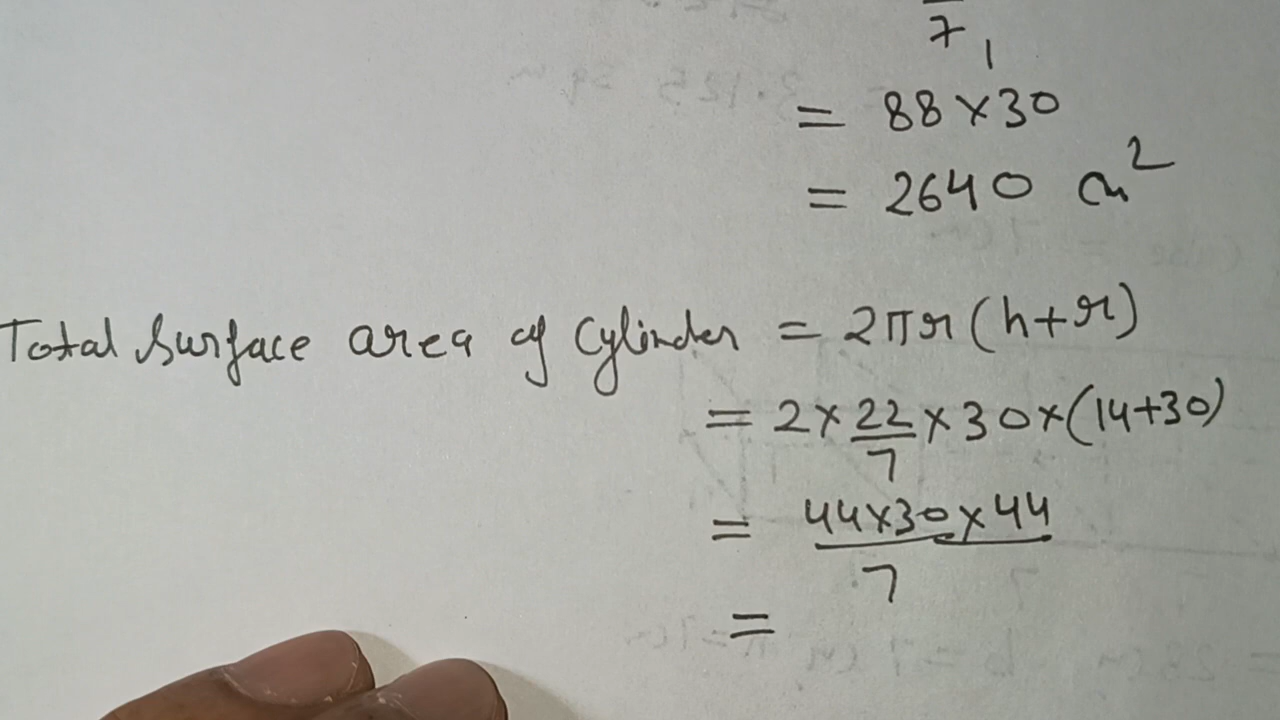 7 1
= 88 × 30
= 2640 cm²
Total surface area of cylinder = 2πr(h+r)
= 2 × 22/7 × 30 × (14+30)
= 44×30×44/7
=